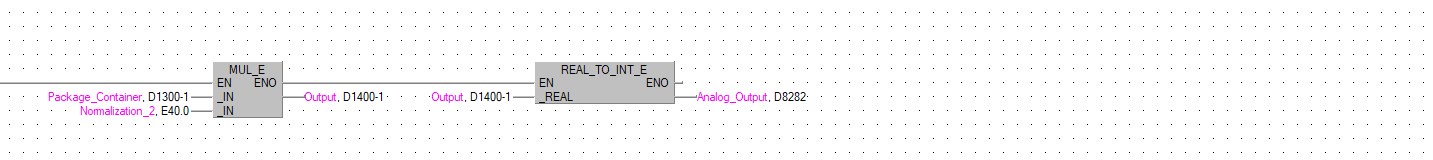 MUL_E REAL_TO_INT_E
EN ENO EN ENO
Package_Container, D1300-1 _IN Output, D1400-1 Output, D1400-1 _REAL Analog_Output, D8282
Normalization_2, E40.0 _IN